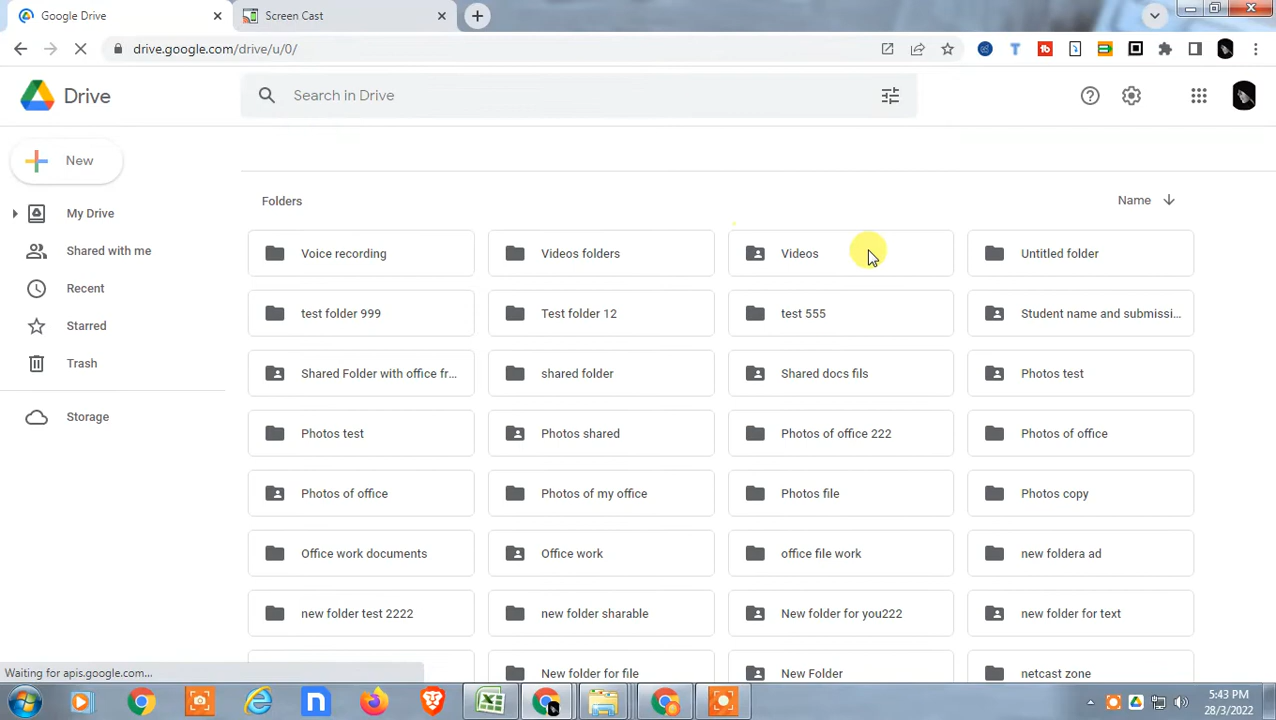 Google Drive
Screen Cast
drive.google.com/drive/u/0/
Drive
Search in Drive
New
My Drive
Shared with me
Recent
Starred
Trash
Storage
Folders
Name
Voice recording
Videos folders
Videos
Untitled folder
test folder 999
Test folder 12
test 555
Student name and submissi...
Shared Folder with office fr...
shared folder
Shared docs fils
Photos test
Photos test
Photos shared
Photos of office 222
Photos of office
Photos of office
Photos of my office
Photos file
Photos copy
Office work documents
Office work
office file work
new foldera ad
new folder test 2222
new folder sharable
New folder for you222
new folder for text
New folder for file
New Folder
netcast zone
Waiting for apis.google.com...
5:43 PM
28/3/2022